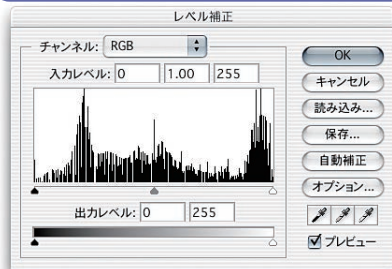 レベル補正
チャンネル: RGB
入力レベル: 0 1.00 255
出力レベル: 0 255
OK
キャンセル
読み込み...
保存...
自動補正
オプション...
プレビュー